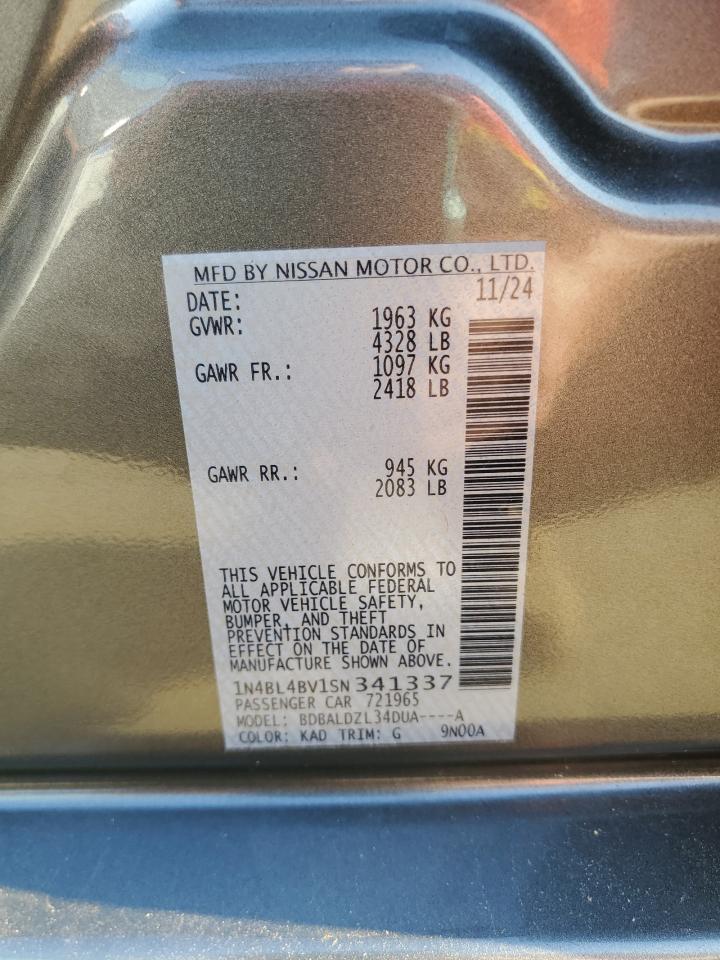 MFD BY NISSAN MOTOR CO., LTD.
DATE: 11/24
GVWR: 1963 KG
4328 LB
GAWR FR.: 1097 KG
2418 LB
GAWR RR.: 945 KG
2083 LB
THIS VEHICLE CONFORMS TO
ALL APPLICABLE FEDERAL
MOTOR VEHICLE SAFETY,
BUMPER, AND THEFT
PREVENTION STANDARDS IN
EFFECT ON THE DATE OF
MANUFACTURE SHOWN ABOVE.
1N4BL4BV1SN341337
PASSENGER CAR 721965
MODEL: BDBALDZL34DUA----A
COLOR: KAD TRIM: G 9N00A